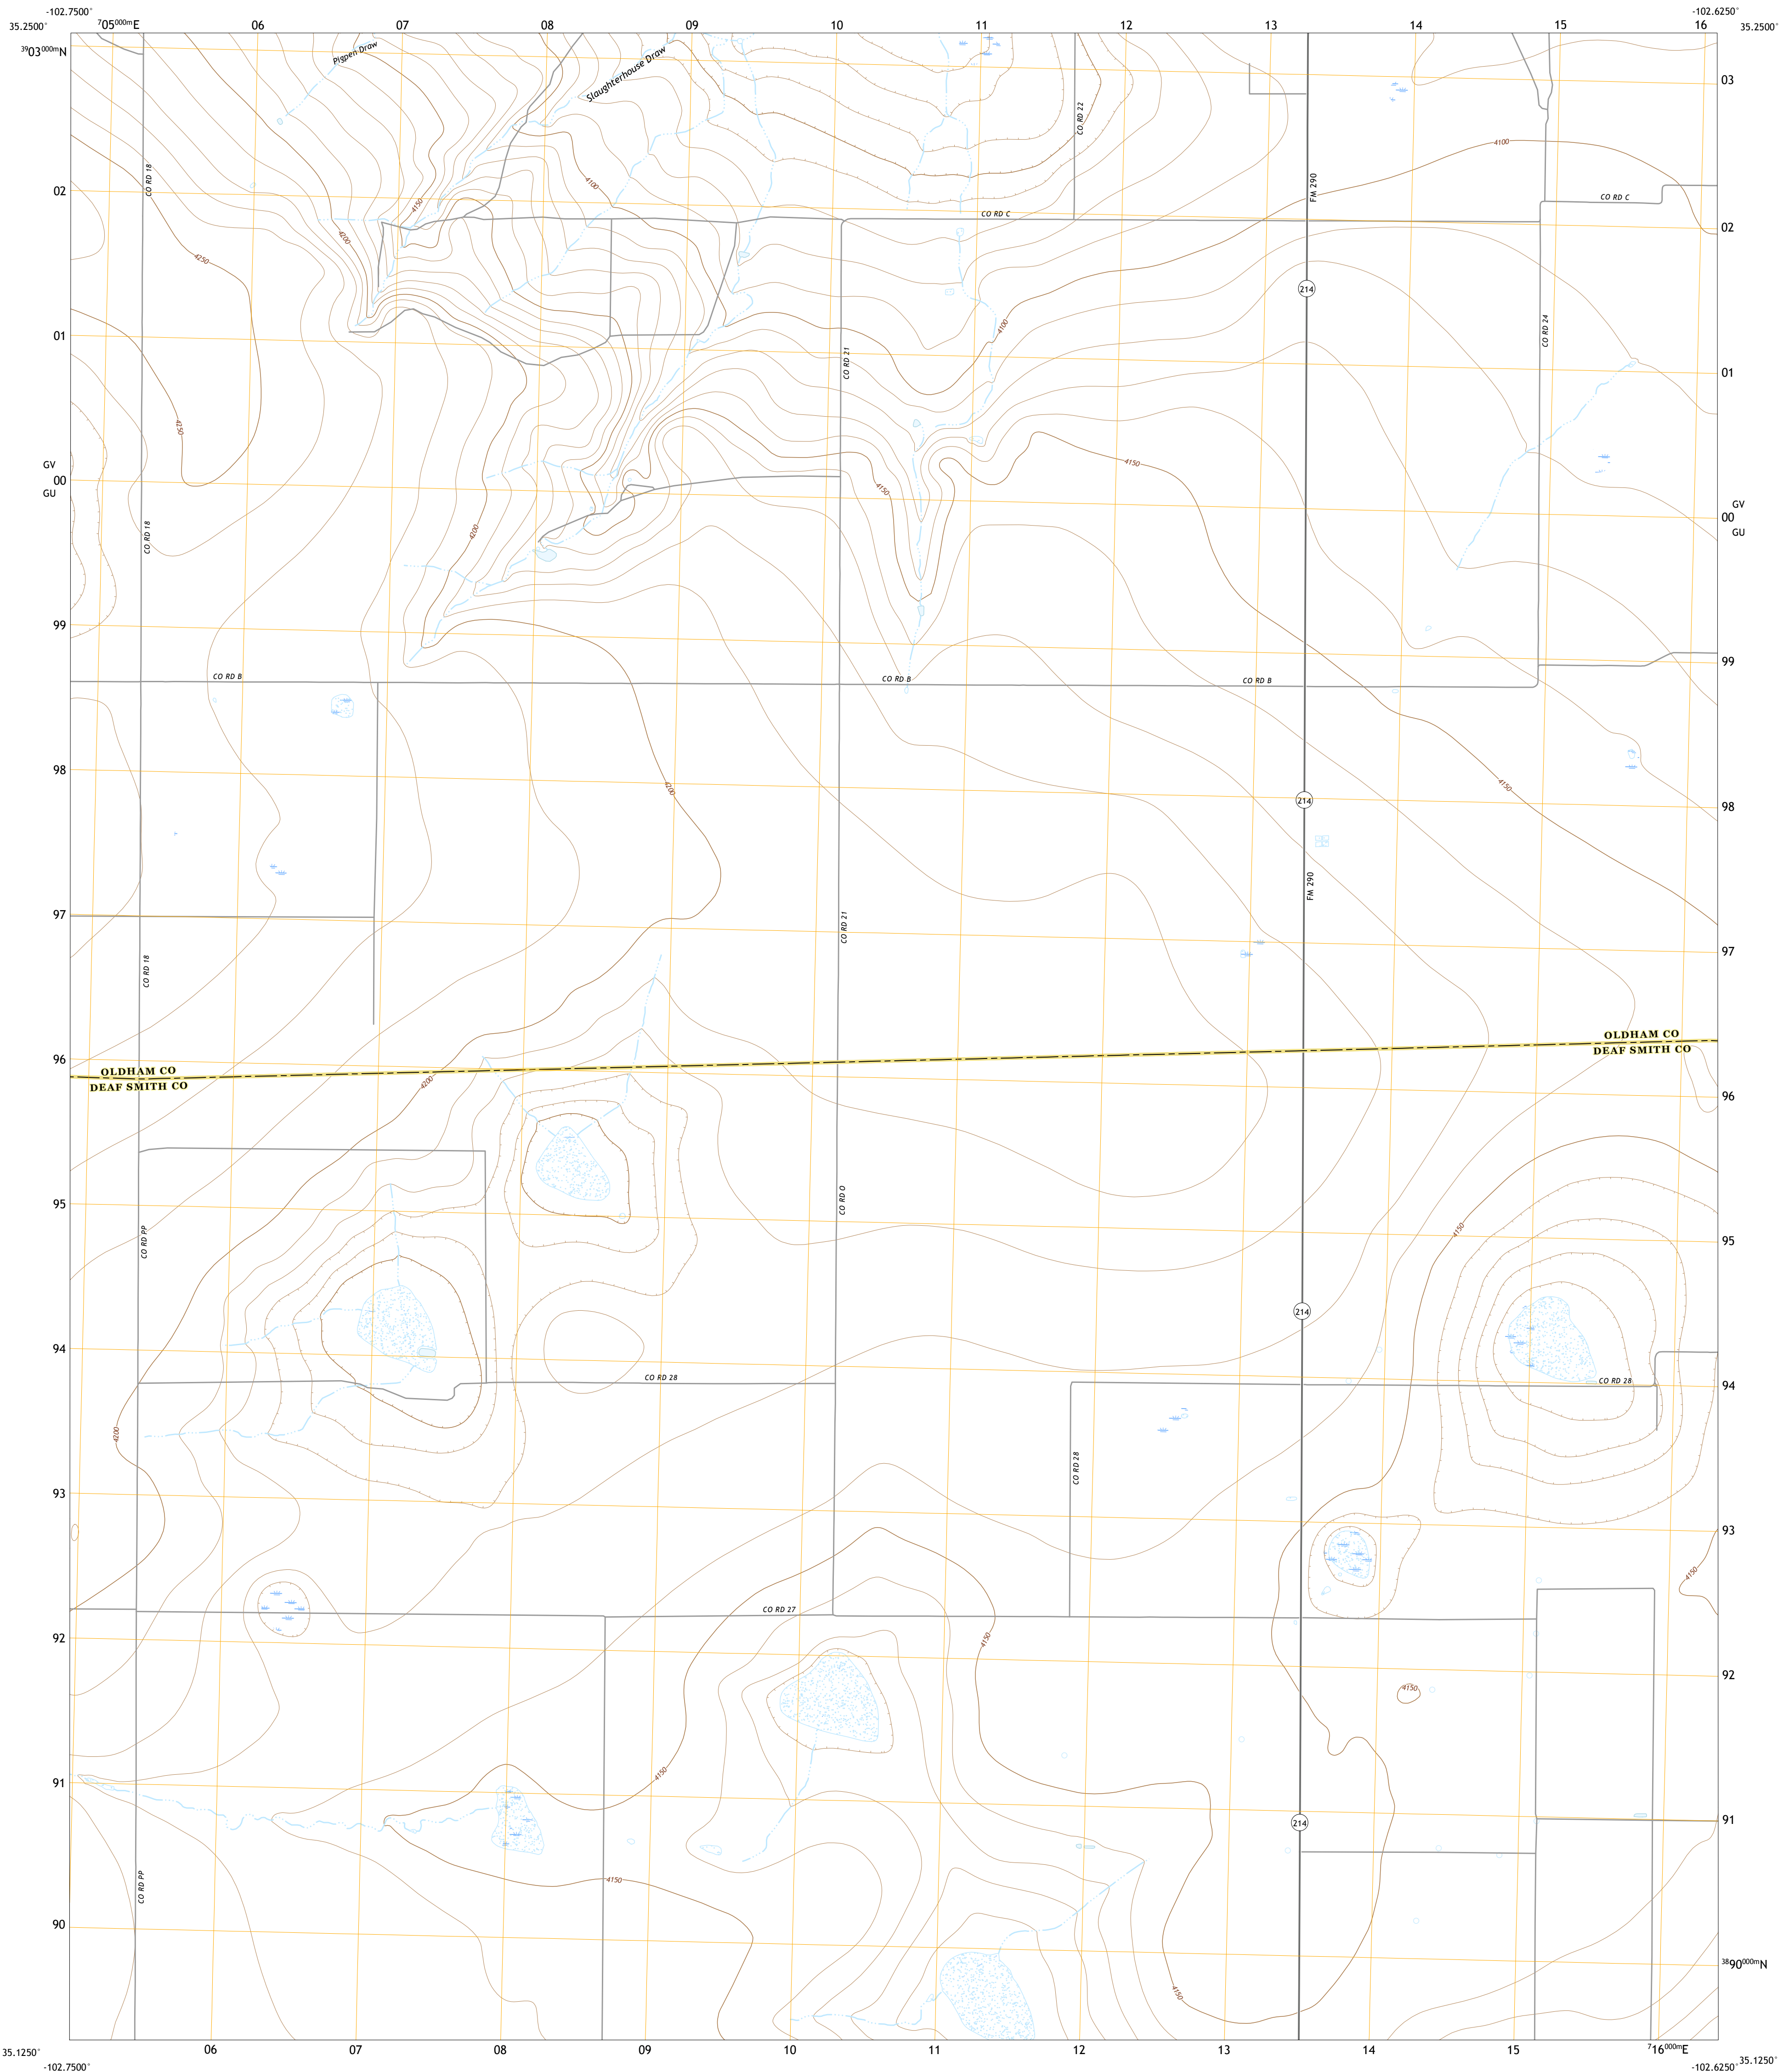 -102.7500°
-102.6250°
35.2500°
⁷05⁰⁰⁰ᵐE
06
07
08
09
10
11
12
13
14
15
16
35.2500°
³⁹03⁰⁰⁰ᵐN
Pigpen Draw
Slaughterhouse Draw
03
CO RD 22
4100
CO RD 18
4100
FM 290
02
4150
CO RD C
CO RD C
02
4200
4250
214
4100
01
CO RD 21
CO RD 24
01
4250
GV
00
GU
4150
4150
GV
00
GU
CO RD 18
4200
99
99
CO RD B
CO RD B
CO RD B
98
4200
4150
214
98
FM 290
97
CO RD 21
97
CO RD 18
96
OLDHAM CO
DEAF SMITH CO
4200
OLDHAM CO
DEAF SMITH CO
96
95
CO RD O
CO RD PP
4150
95
214
94
CO RD 28
CO RD 28
94
4200
CO RD 28
93
93
4150
CO RD 27
92
4150
92
4150
91
4150
214
91
CO RD PP
4150
90
4150
³⁸90⁰⁰⁰ᵐN
35.1250°
06
07
08
09
10
11
12
13
14
15
⁷16⁰⁰⁰ᵐE
35.1250°
-102.7500°
-102.6250°